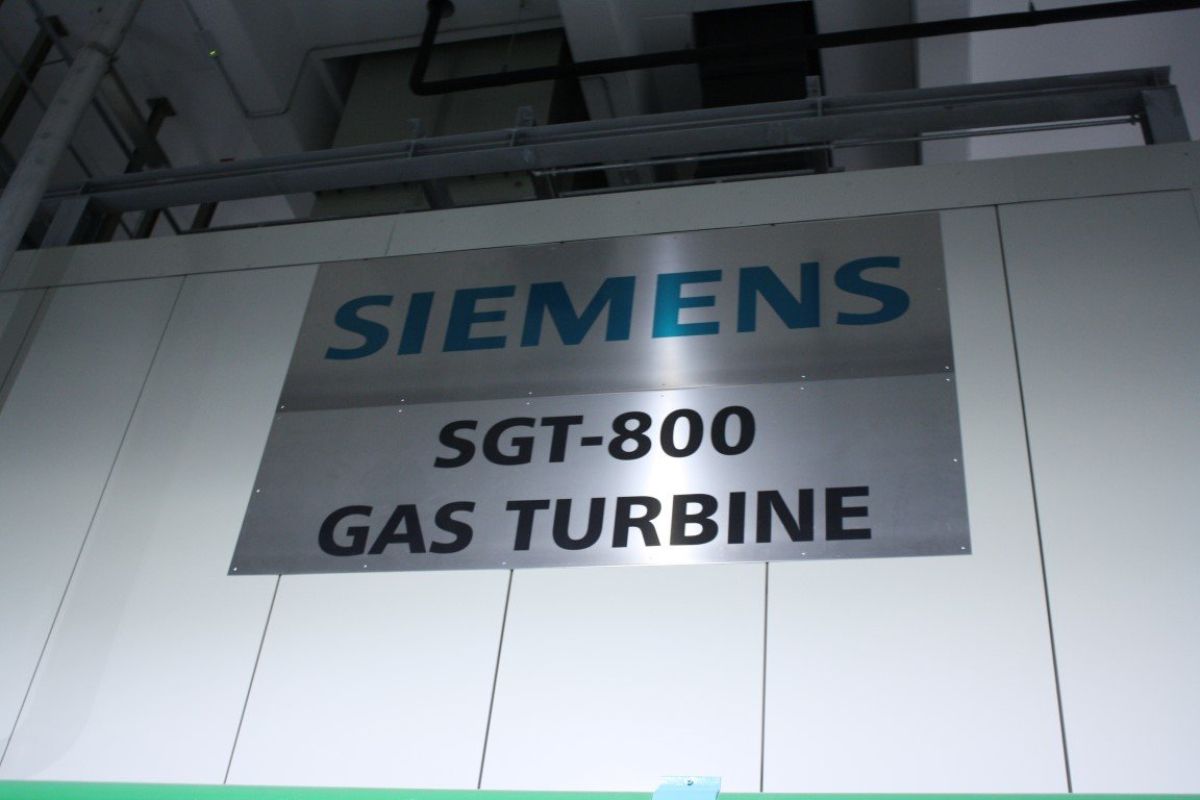 SIEMENS
SGT-800
GAS TURBINE